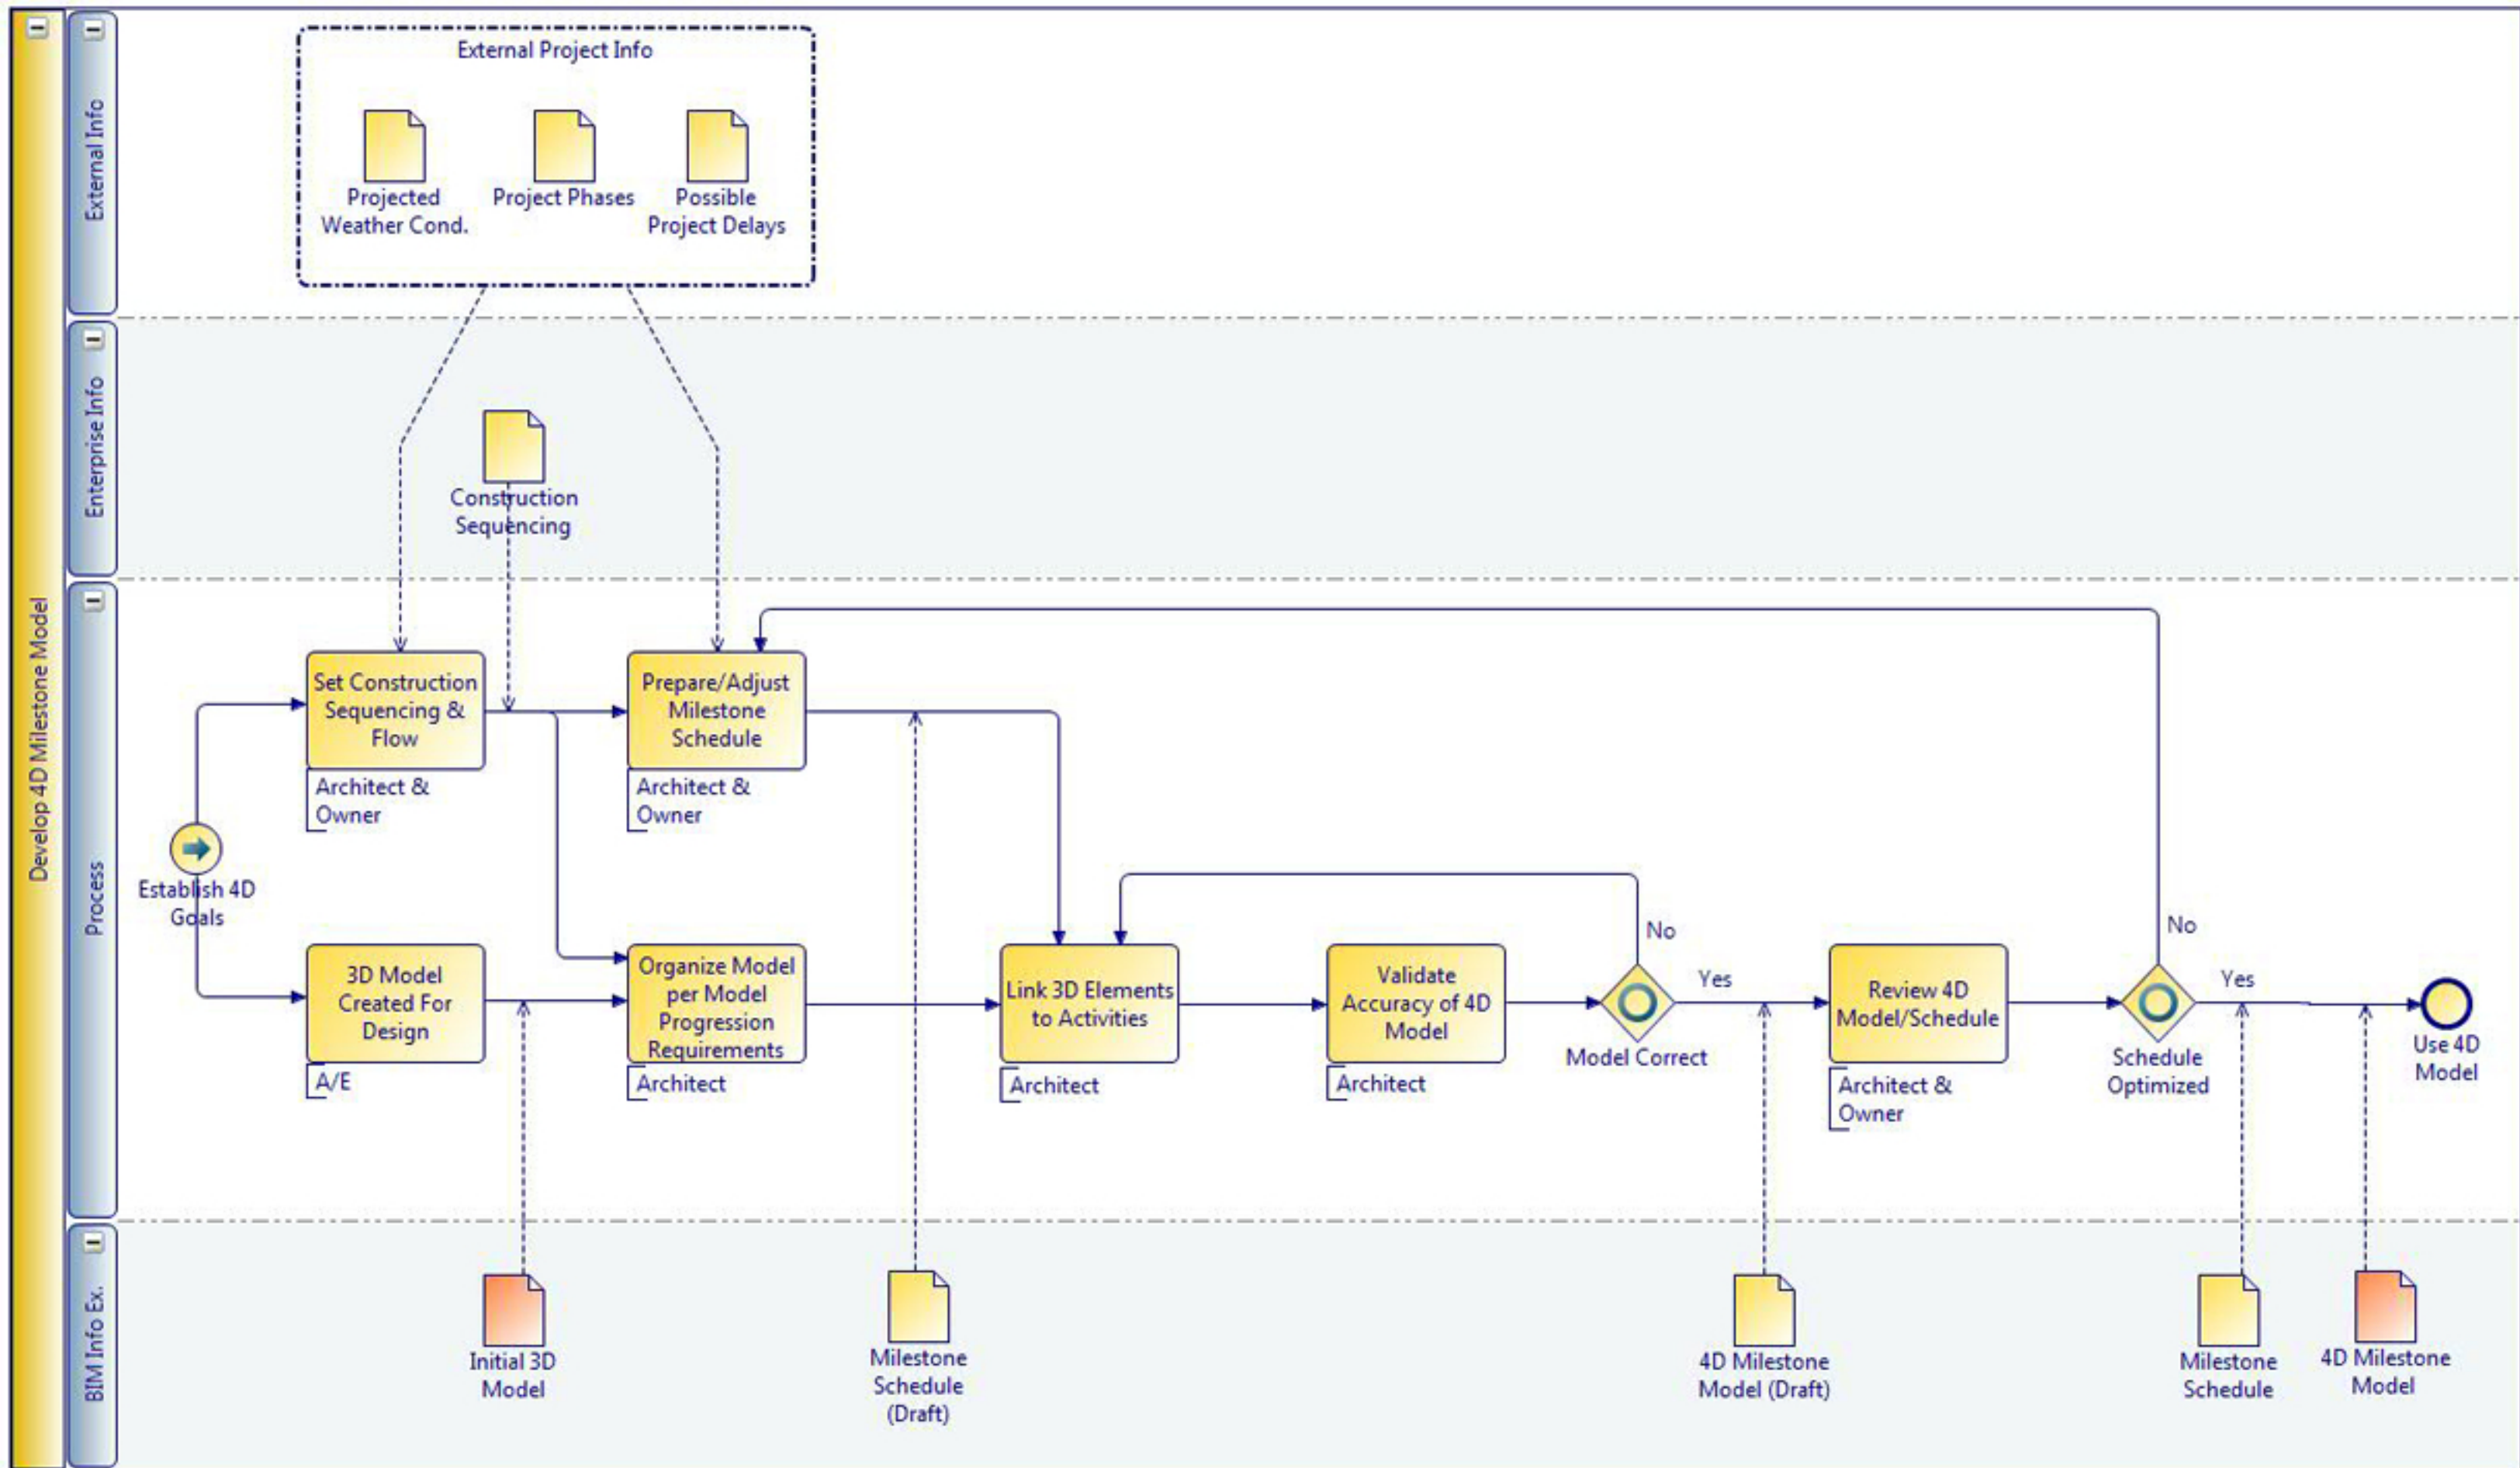 Develop 4D Milestone Model
External Info
External Project Info
Projected
Weather Cond.
Project Phases
Possible
Project Delays
Enterprise Info
Construction
Sequencing
Process
Establish 4D
Goals
Set Construction
Sequencing &
Flow
Architect &
Owner
Prepare/Adjust
Milestone
Schedule
Architect &
Owner
3D Model
Created For
Design
A/E
Organize Model
per Model
Progression
Requirements
Architect
Link 3D Elements
to Activities
Architect
Validate
Accuracy of 4D
Model
Architect
No
Yes
Model Correct
Review 4D
Model/Schedule
Architect &
Owner
No
Yes
Schedule
Optimized
Use 4D
Model
BIM Info Ex.
Initial 3D
Model
Milestone
Schedule
(Draft)
4D Milestone
Model (Draft)
Milestone
Schedule
4D Milestone
Model